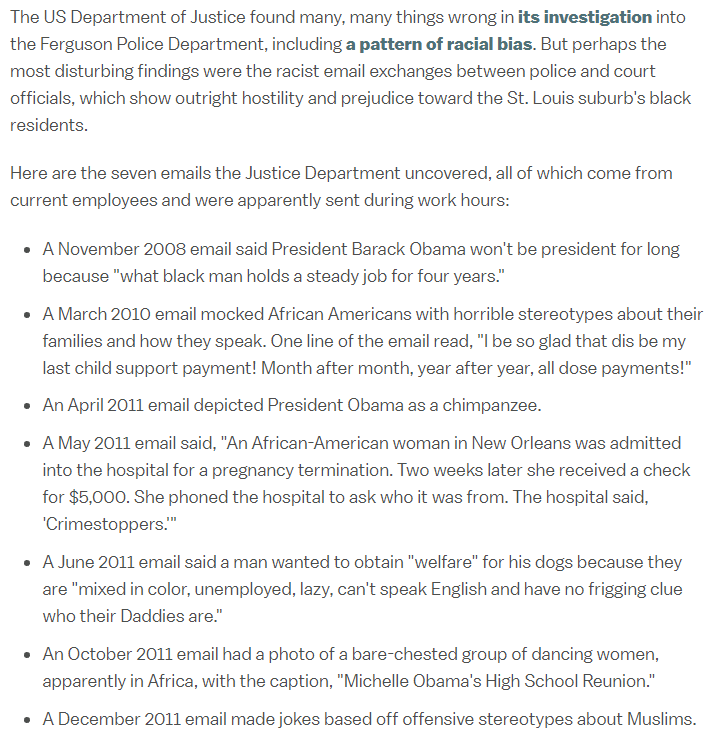 The US Department of Justice found many, many things wrong in its investigation into
the Ferguson Police Department, including a pattern of racial bias. But perhaps the
most disturbing findings were the racist email exchanges between police and court
officials, which show outright hostility and prejudice toward the St. Louis suburb's black
residents.
Here are the seven emails the Justice Department uncovered, all of which come from
current employees and were apparently sent during work hours:
• A November 2008 email said President Barack Obama won't be president for long
because "what black man holds a steady job for four years."
• A March 2010 email mocked African Americans with horrible stereotypes about their
families and how they speak. One line of the email read, "I be so glad that dis be my
last child support payment! Month after month, year after year, all dose payments!"
• An April 2011 email depicted President Obama as a chimpanzee.
• A May 2011 email said, "An African-American woman in New Orleans was admitted
into the hospital for a pregnancy termination. Two weeks later she received a check
for $5,000. She phoned the hospital to ask who it was from. The hospital said,
'Crimestoppers.'"
• A June 2011 email said a man wanted to obtain "welfare" for his dogs because they
are "mixed in color, unemployed, lazy, can't speak English and have no frigging clue
who their Daddies are."
• An October 2011 email had a photo of a bare-chested group of dancing women,
apparently in Africa, with the caption, "Michelle Obama's High School Reunion."
• A December 2011 email made jokes based off offensive stereotypes about Muslims.